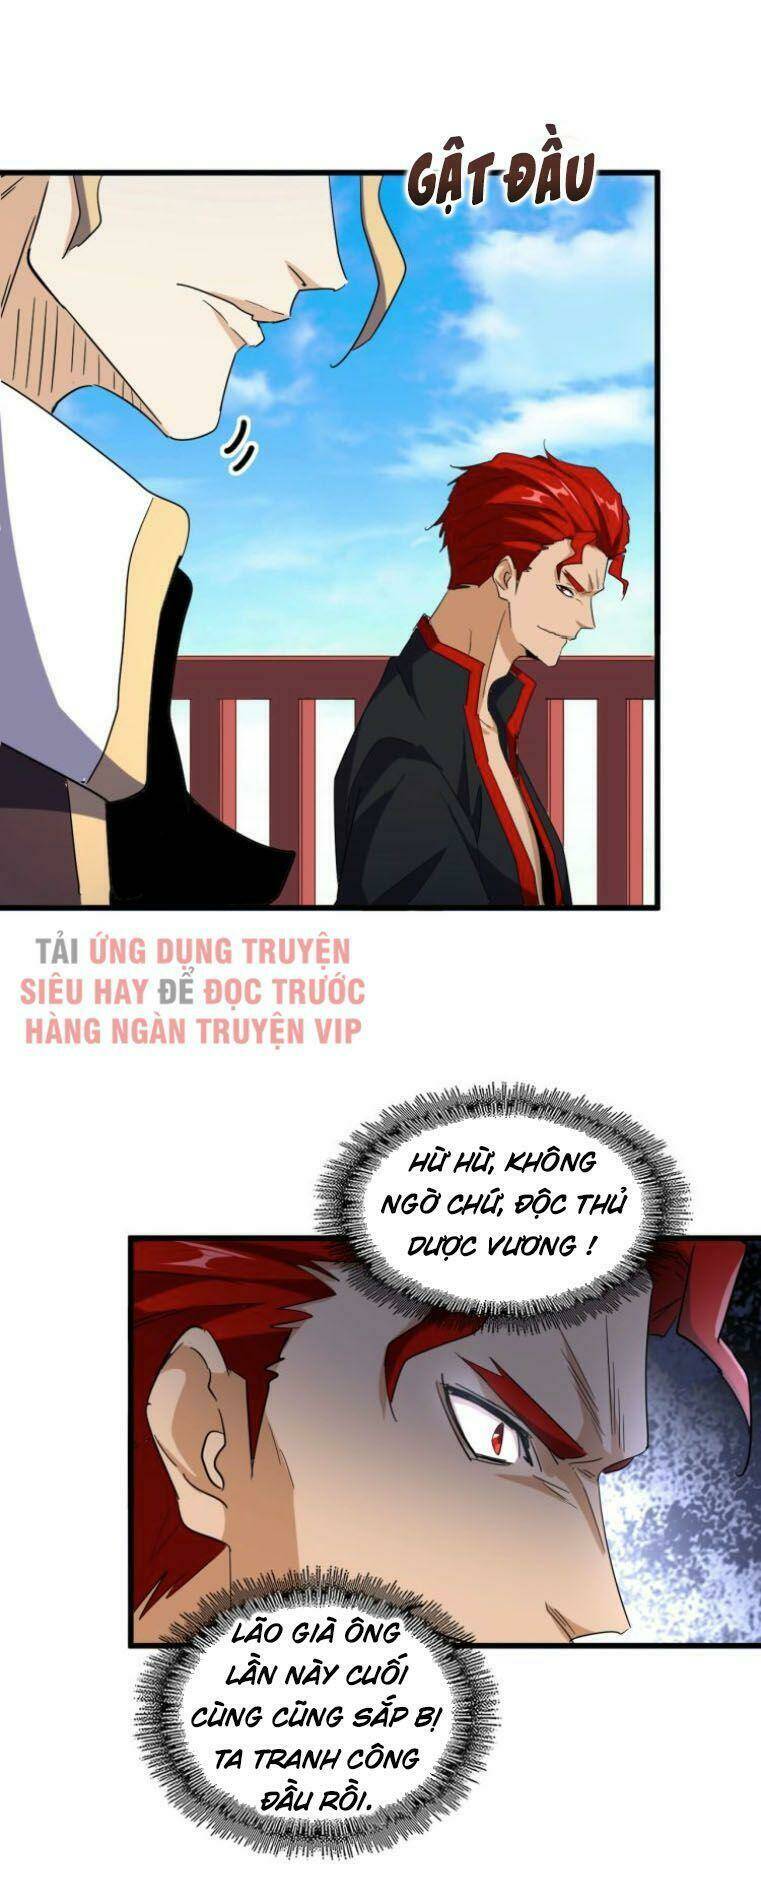 GẬT ĐẦU
TẢI ỨNG DỤNG TRUYỆN
SIÊU HAY ĐỂ ĐỌC TRƯỚC
HÀNG NGÀN TRUYỆN VIP
HỪ HỪ, KHÔNG
NGỜ CHỨ, ĐỘC THỦ
DƯỢC VƯƠNG !
LÃO GIÀ ÔNG
LẦN NÀY CUỐI
CÙNG CŨNG SẮP BỊ
TA TRANH CÔNG
ĐẦU RỒI.